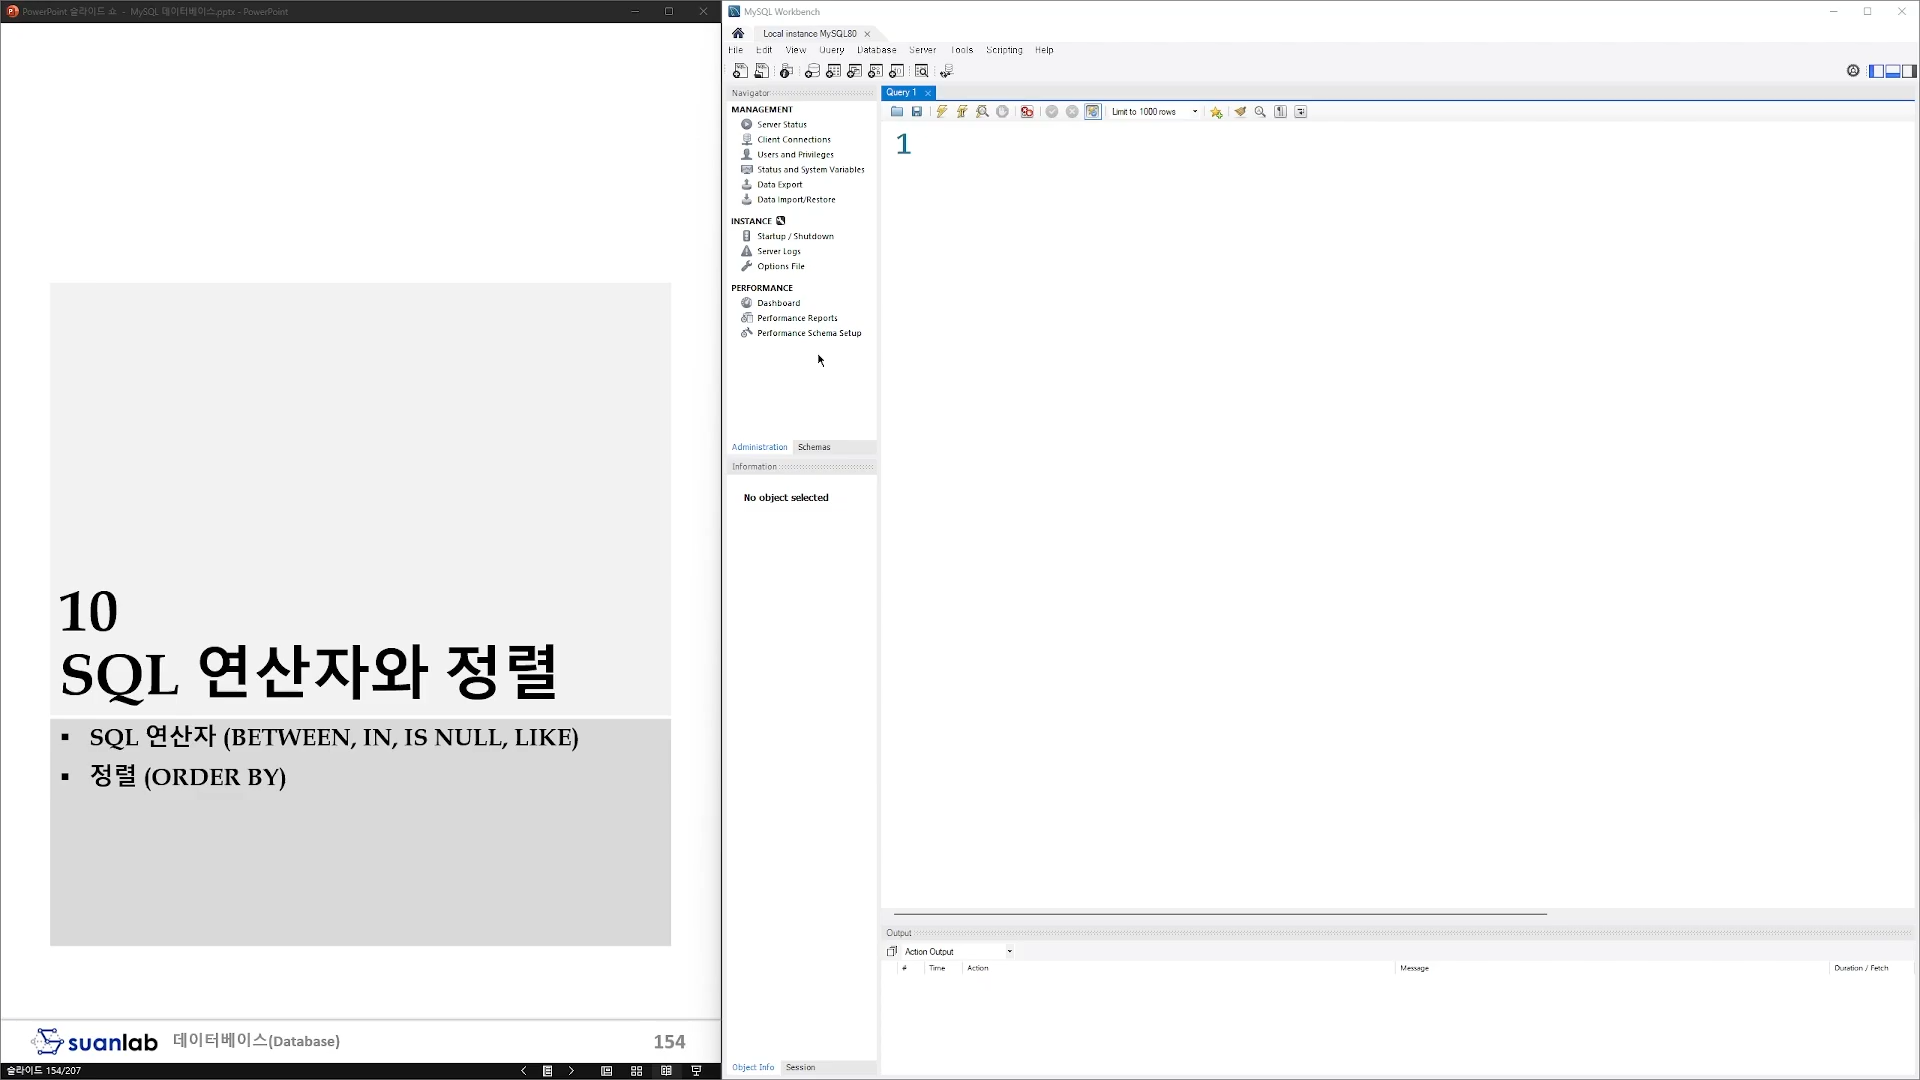 PowerPoint 슬라이드 쇼 - MySQL 데이터베이스.pptx - PowerPoint
10
SQL 연산자와 정렬
▪ SQL 연산자 (BETWEEN, IN, IS NULL, LIKE)
▪ 정렬 (ORDER BY)
suanlab 데이터베이스(Database) 154
슬라이드 154/207
MySQL Workbench
Local instance MySQL80
File Edit View Query Database Server Tools Scripting Help
Navigator
MANAGEMENT
Server Status
Client Connections
Users and Privileges
Status and System Variables
Data Export
Data Import/Restore
INSTANCE
Startup / Shutdown
Server Logs
Options File
PERFORMANCE
Dashboard
Performance Reports
Performance Schema Setup
Administration Schemas
Information
No object selected
Object Info Session
Query 1
Limit to 1000 rows
1
Output
Action Output
# Time Action Message Duration / Fetch